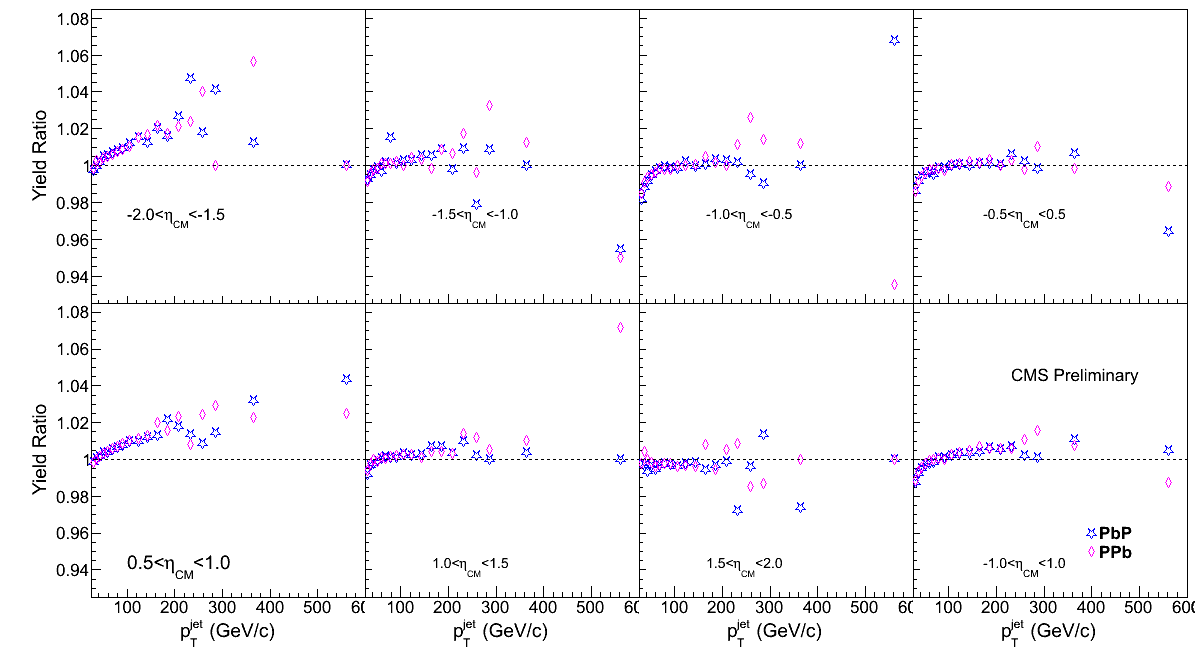 1.08
1.06
1.04
1.02
1
0.98
0.96
0.94
Yield Ratio
-2.0<η_CM<-1.5
-1.5<η_CM<-1.0
-1.0<η_CM<-0.5
-0.5<η_CM<0.5
1.08
1.06
1.04
1.02
1
0.98
0.96
0.94
Yield Ratio
CMS Preliminary
PbP
PPb
0.5<η_CM<1.0
1.0<η_CM<1.5
1.5<η_CM<2.0
-1.0<η_CM<1.0
100 200 300 400 500 100 200 300 400 500 60 100 200 300 400 500 60 100 200 300 400 500 600
p_T^jet (GeV/c) p_T^jet (GeV/c) p_T^jet (GeV/c) p_T^jet (GeV/c)